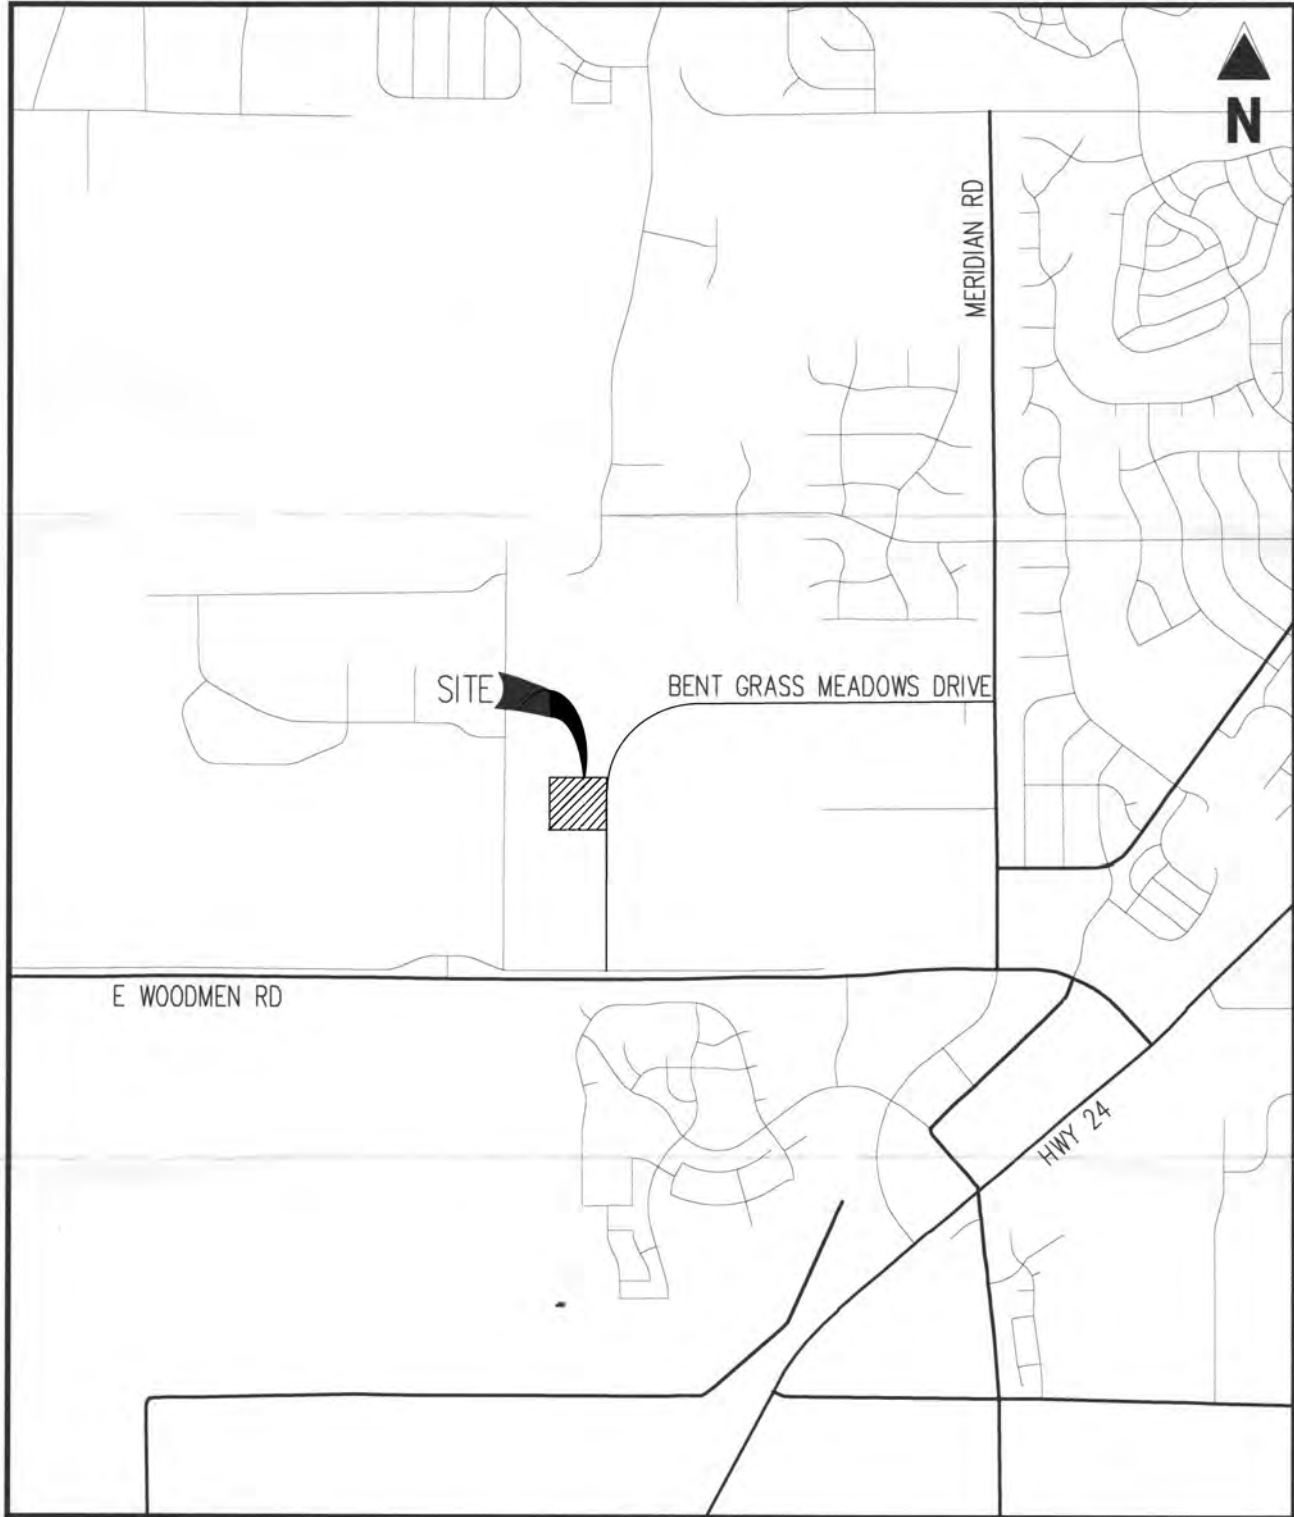 N
MERIDIAN RD
SITE
BENT GRASS MEADOWS DRIVE
E WOODMEN RD
HWY 24